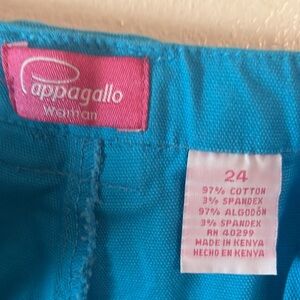 Pappagallo
Woman
24
97% COTTON
3% SPANDEX
97% ALGODÓN
3% SPANDEX
RN 40299
MADE IN KENYA
HECHO EN KENYA